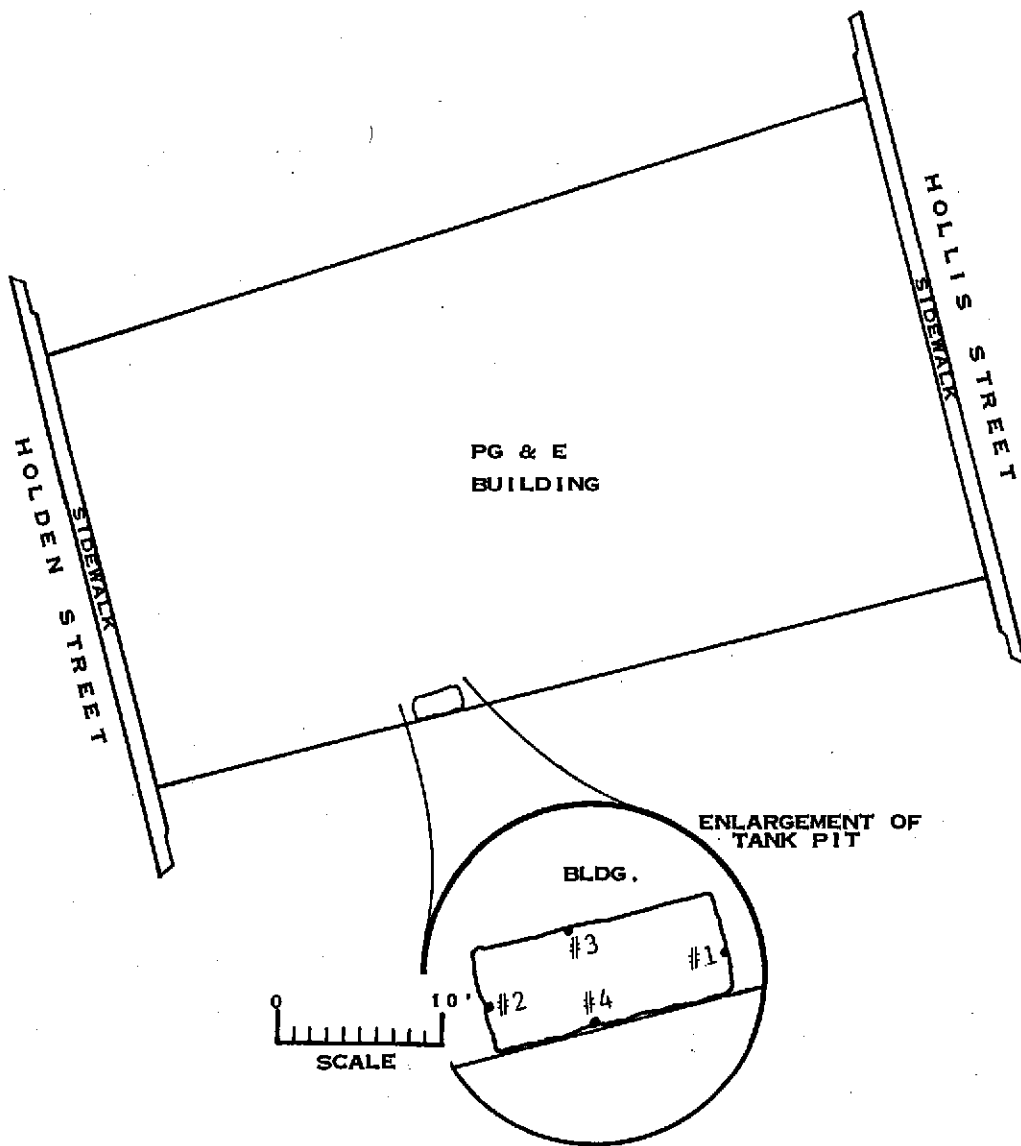 HOLLIS STREET
SIDEWALK
PG & E
BUILDING
HOLDEN STREET
SIDEWALK
ENLARGEMENT OF
TANK PIT
BLDG.
#3
#1
#2
#4
0 10'
SCALE